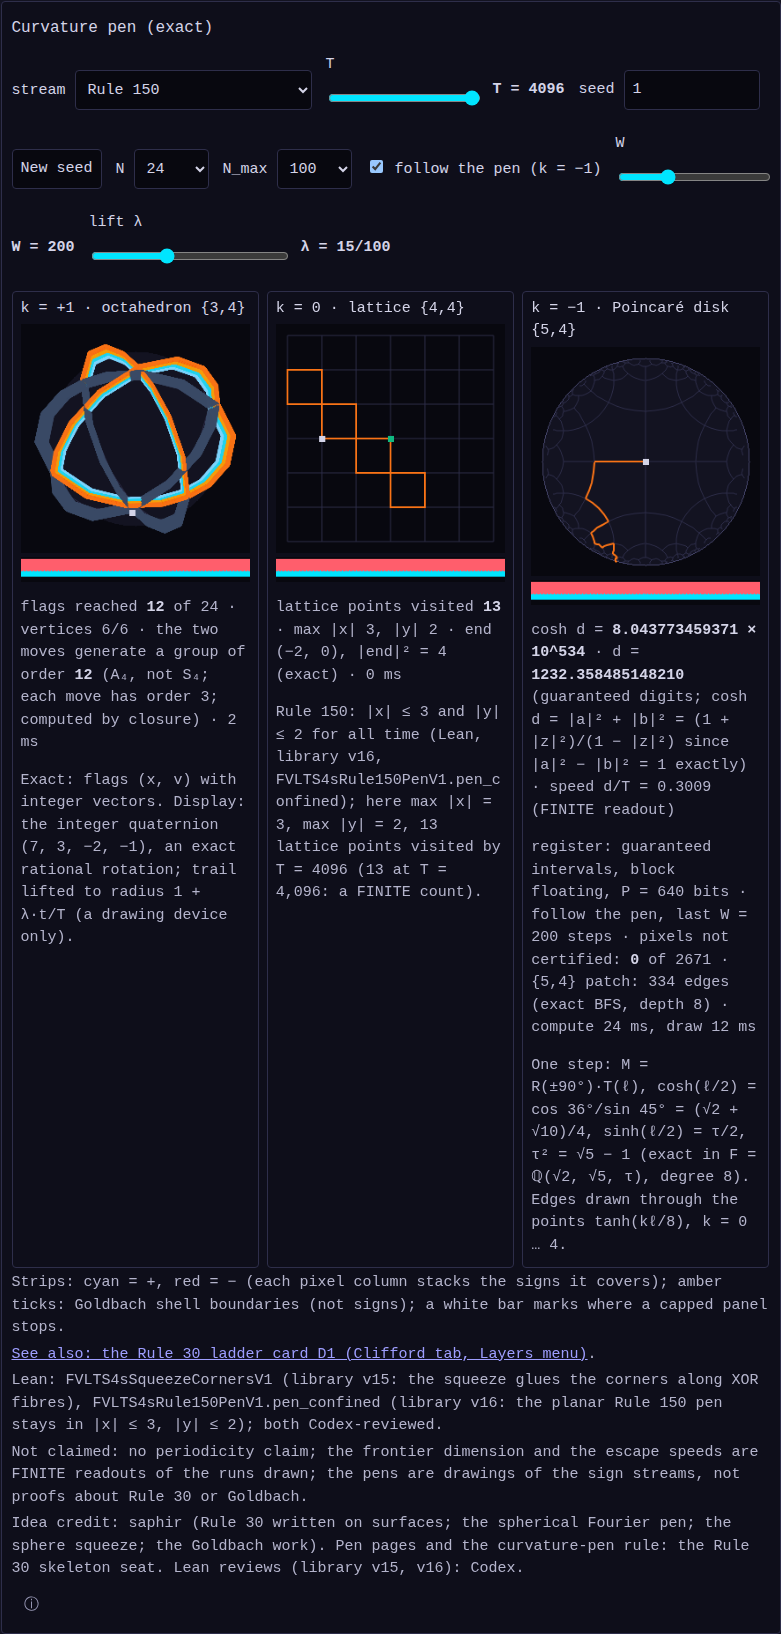 Curvature pen (exact)
T
stream Rule 150 T = 4096 seed 1
W
New seed N 24 N_max 100 follow the pen (k = −1)
lift λ
W = 200 λ = 15/100
k = +1 · octahedron {3,4}
flags reached 12 of 24 ·
vertices 6/6 · the two
moves generate a group of
order 12 (A₄, not S₄;
each move has order 3;
computed by closure) · 2
ms
Exact: flags (x, v) with
integer vectors. Display:
the integer quaternion
(7, 3, −2, −1), an exact
rational rotation; trail
lifted to radius 1 +
λ·t/T (a drawing device
only).
k = 0 · lattice {4,4}
lattice points visited 13
· max |x| 3, |y| 2 · end
(−2, 0), |end|² = 4
(exact) · 0 ms
Rule 150: |x| ≤ 3 and |y|
≤ 2 for all time (Lean,
library v16,
FVLTS4sRule150PenV1.pen_c
onfined); here max |x| =
3, max |y| = 2, 13
lattice points visited by
T = 4096 (13 at T =
4,096: a FINITE count).
k = −1 · Poincaré disk
{5,4}
cosh d = 8.043773459371 ×
10^534 · d =
1232.358485148210
(guaranteed digits; cosh
d = |a|² + |b|² = (1 +
|z|²)/(1 − |z|²) since
|a|² − |b|² = 1 exactly)
· speed d/T = 0.3009
(FINITE readout)
register: guaranteed
intervals, block
floating, P = 640 bits ·
follow the pen, last W =
200 steps · pixels not
certified: 0 of 2671 ·
{5,4} patch: 334 edges
(exact BFS, depth 8) ·
compute 24 ms, draw 12 ms
One step: M =
R(±90°)·T(ℓ), cosh(ℓ/2) =
cos 36°/sin 45° = (√2 +
√10)/4, sinh(ℓ/2) = τ/2,
τ² = √5 − 1 (exact in F =
ℚ(√2, √5, τ), degree 8).
Edges drawn through the
points tanh(kℓ/8), k = 0
… 4.
Strips: cyan = +, red = − (each pixel column stacks the signs it covers); amber
ticks: Goldbach shell boundaries (not signs); a white bar marks where a capped panel
stops.
See also: the Rule 30 ladder card D1 (Clifford tab, Layers menu).
Lean: FVLTS4sSqueezeCornersV1 (library v15: the squeeze glues the corners along XOR
fibres), FVLTS4sRule150PenV1.pen_confined (library v16: the planar Rule 150 pen
stays in |x| ≤ 3, |y| ≤ 2); both Codex-reviewed.
Not claimed: no periodicity claim; the frontier dimension and the escape speeds are
FINITE readouts of the runs drawn; the pens are drawings of the sign streams, not
proofs about Rule 30 or Goldbach.
Idea credit: saphir (Rule 30 written on surfaces; the spherical Fourier pen; the
sphere squeeze; the Goldbach work). Pen pages and the curvature-pen rule: the Rule
30 skeleton seat. Lean reviews (library v15, v16): Codex.
ⓘ